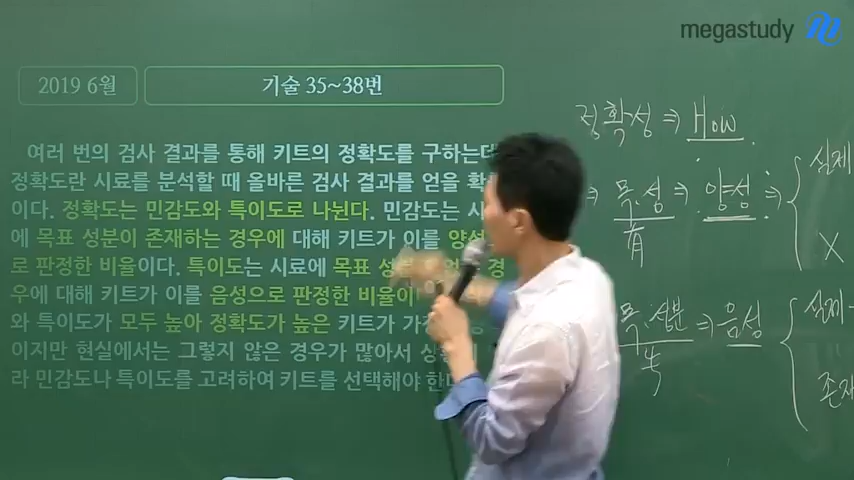 megastudy
2019 6월
기술 35~38번
여러 번의 검사 결과를 통해 키트의 정확도를 구하는데
정확도란 시료를 분석할 때 올바른 검사 결과를 얻을 확
이다. 정확도는 민감도와 특이도로 나뉜다. 민감도는 시
에 목표 성분이 존재하는 경우에 대해 키트가 이를 양성
로 판정한 비율이다. 특이도는 시료에 목표 성 경
우에 대해 키트가 이를 음성으로 판정한 비율이
와 특이도가 모두 높아 정확도가 높은 키트가 가
이지만 현실에서는 그렇지 않은 경우가 많아서 상
라 민감도나 특이도를 고려하여 키트를 선택해야 한
정확성 ⇒ How
⇒ 목.성 ⇒ 양성 ⇒ { 실제
有
X
목.성분 ⇒ 음성 { 실제
존재